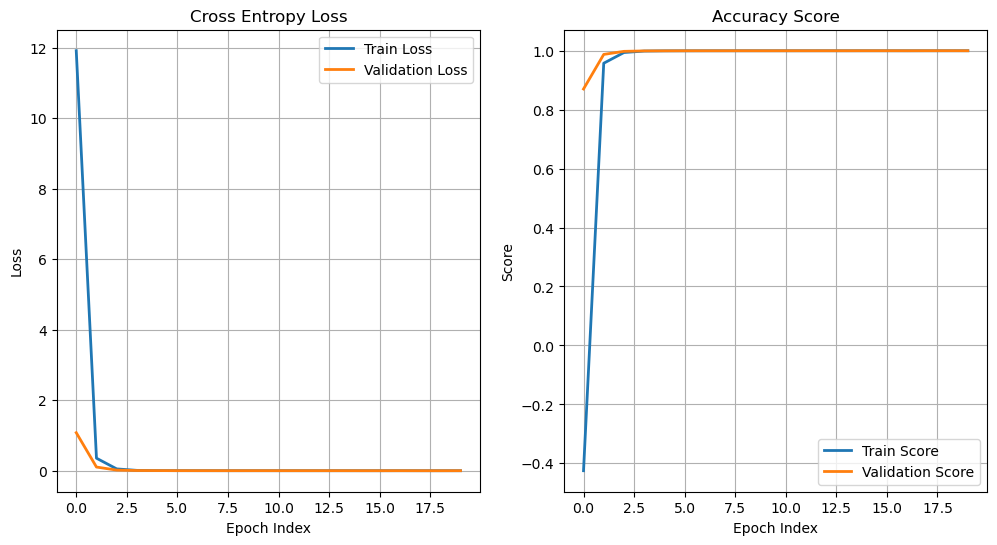 Cross Entropy Loss
12
10
8
6
4
2
0
Loss
Train Loss
Validation Loss
0.0 2.5 5.0 7.5 10.0 12.5 15.0 17.5
Epoch Index
Accuracy Score
1.0
0.8
0.6
0.4
0.2
0.0
−0.2
−0.4
Score
Train Score
Validation Score
0.0 2.5 5.0 7.5 10.0 12.5 15.0 17.5
Epoch Index